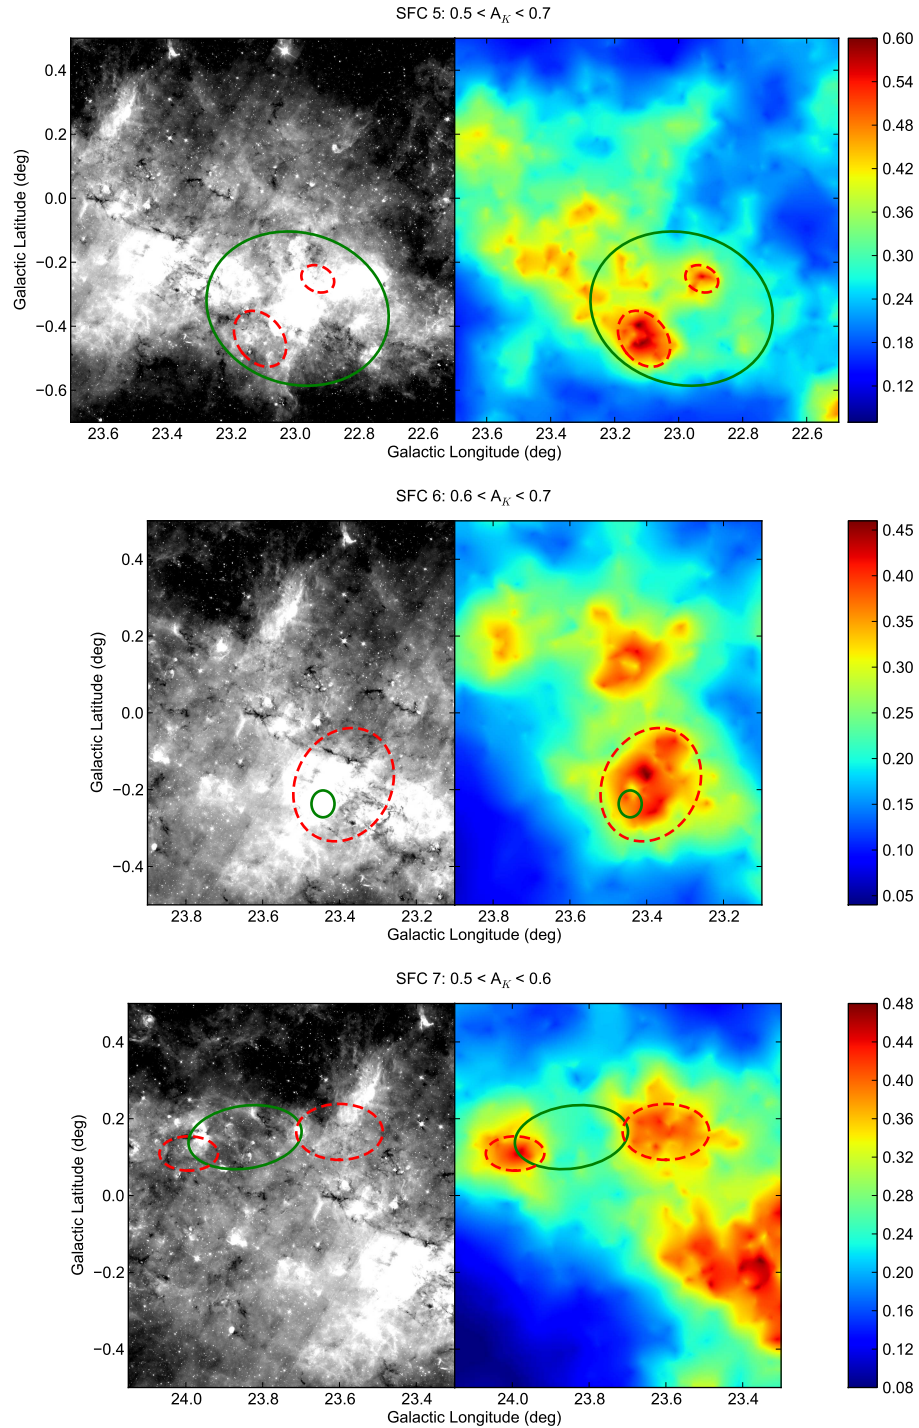 SFC 5: 0.5 < A_K < 0.7
0.4
0.2
0.0
−0.2
−0.4
−0.6
Galactic Latitude (deg)
23.6 23.4 23.2 23.0 22.8 22.6
23.6 23.4 23.2 23.0 22.8 22.6
Galactic Longitude (deg)
Galactic Longitude (deg)
0.60
0.54
0.48
0.42
0.36
0.30
0.24
0.18
0.12
SFC 6: 0.6 < A_K < 0.7
0.4
0.2
0.0
−0.2
−0.4
Galactic Latitude (deg)
23.8 23.6 23.4 23.2
23.8 23.6 23.4 23.2
Galactic Longitude (deg)
Galactic Longitude (deg)
0.45
0.40
0.35
0.30
0.25
0.20
0.15
0.10
0.05
SFC 7: 0.5 < A_K < 0.6
0.4
0.2
0.0
−0.2
−0.4
Galactic Latitude (deg)
24.0 23.8 23.6 23.4
24.0 23.8 23.6 23.4
Galactic Longitude (deg)
Galactic Longitude (deg)
0.48
0.44
0.40
0.36
0.32
0.28
0.24
0.20
0.16
0.12
0.08